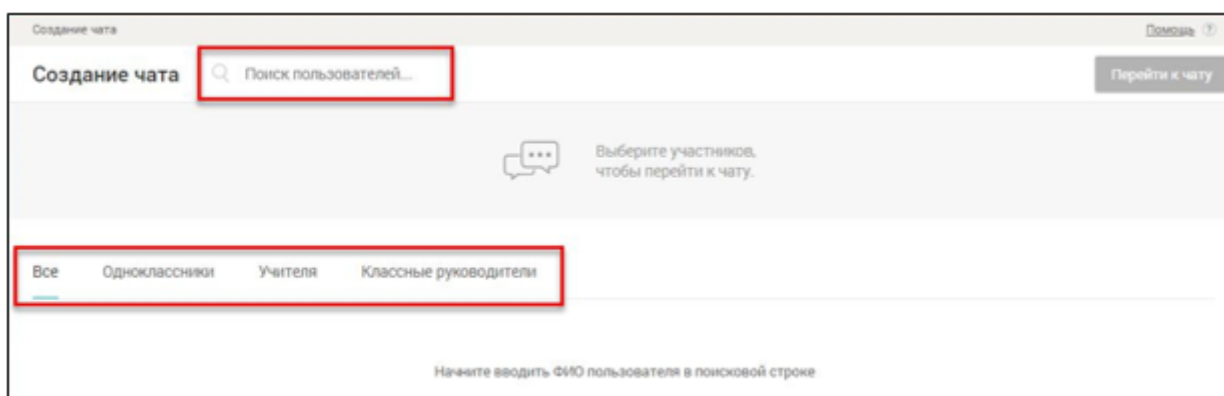 Создание чата
Помощь
Создание чата
Поиск пользователей...
Перейти к чату
Выберите участников,
чтобы перейти к чату.
Все Одноклассники Учителя Классные руководители
Начните вводить ФИО пользователя в поисковой строке